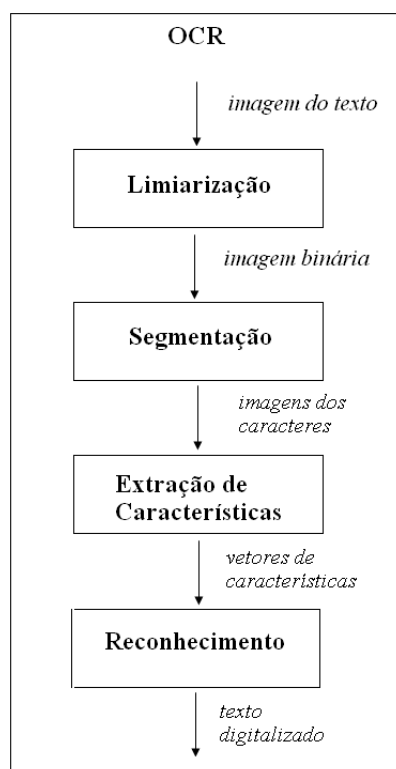 OCR
imagem do texto
Limiarização
imagem binária
Segmentação
imagens dos
caracteres
Extração de
Características
vetores de
características
Reconhecimento
texto
digitalizado